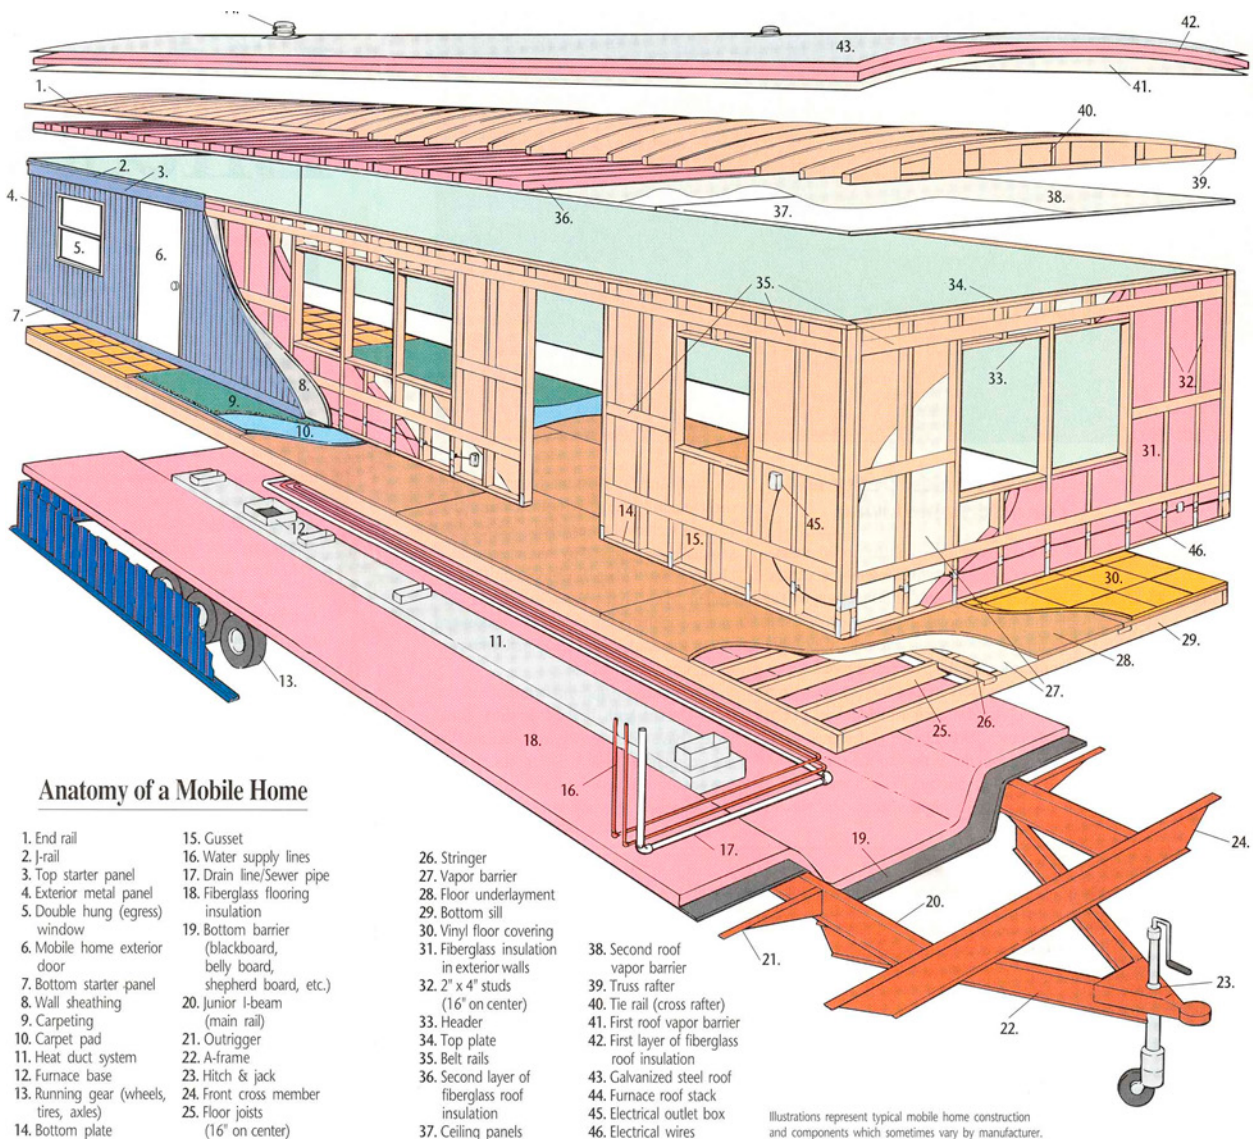 43.
42.
41.
1.
40.
39.
2.
3.
4.
36.
37.
38.
5.
6.
35.
34.
7.
33.
32.
8.
9.
10.
31.
14.
15.
45.
46.
12.
30.
11.
29.
28.
27.
13.
26.
25.
18.
16.
17.
19.
24.
20.
21.
23.
22.
Anatomy of a Mobile Home
1. End rail
2. J-rail
3. Top starter panel
4. Exterior metal panel
5. Double hung (egress)
window
6. Mobile home exterior
door
7. Bottom starter panel
8. Wall sheathing
9. Carpeting
10. Carpet pad
11. Heat duct system
12. Furnace base
13. Running gear (wheels,
tires, axles)
14. Bottom plate
15. Gusset
16. Water supply lines
17. Drain line/Sewer pipe
18. Fiberglass flooring
insulation
19. Bottom barrier
(blackboard,
belly board,
shepherd board, etc.)
20. Junior I-beam
(main rail)
21. Outrigger
22. A-frame
23. Hitch & jack
24. Front cross member
25. Floor joists
(16" on center)
26. Stringer
27. Vapor barrier
28. Floor underlayment
29. Bottom sill
30. Vinyl floor covering
31. Fiberglass insulation
in exterior walls
32. 2" x 4" studs
(16" on center)
33. Header
34. Top plate
35. Belt rails
36. Second layer of
fiberglass roof
insulation
37. Ceiling panels
38. Second roof
vapor barrier
39. Truss rafter
40. Tie rail (cross rafter)
41. First roof vapor barrier
42. First layer of fiberglass
roof insulation
43. Galvanized steel roof
44. Furnace roof stack
45. Electrical outlet box
46. Electrical wires
Illustrations represent typical mobile home construction
and components which sometimes vary by manufacturer.